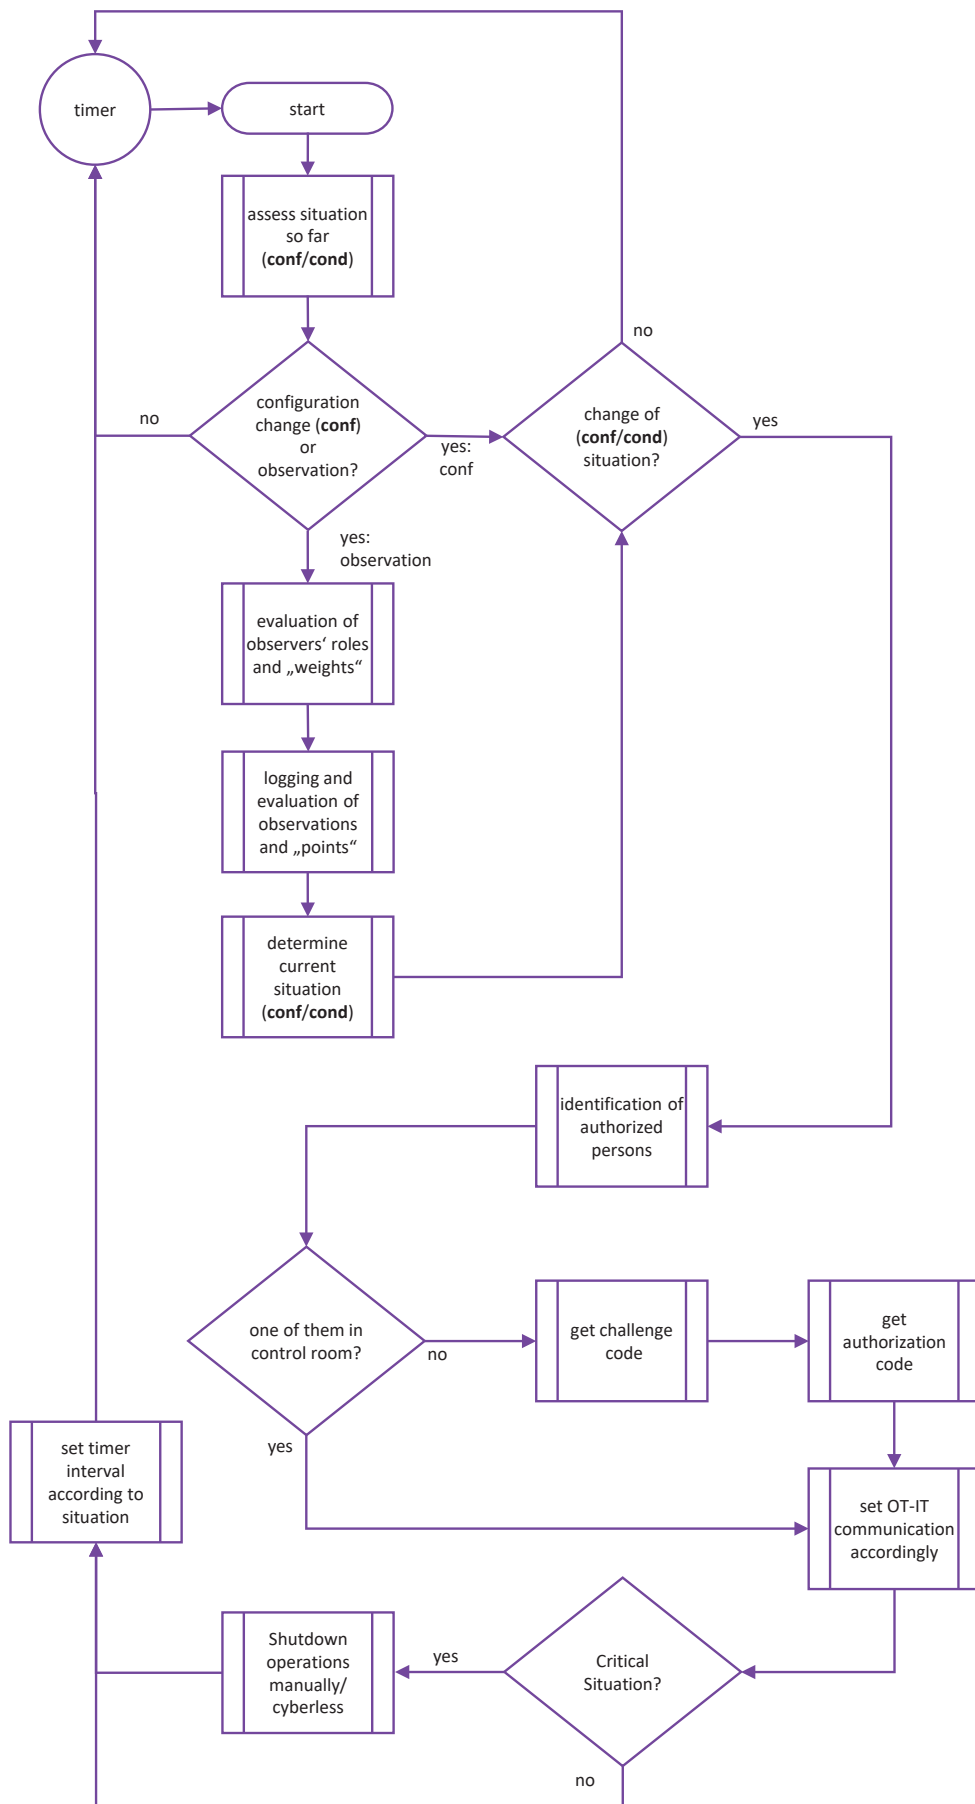 timer
start
assess situation
so far
(conf/cond)
no
configuration
change (conf)
or
observation?
yes:
conf
no
change of
(conf/cond)
situation?
yes
yes:
observation
evaluation of
observers‘ roles
and „weights“
logging and
evaluation of
observations
and „points“
determine
current
situation
(conf/cond)
identification of
authorized
persons
one of them in
control room?
no
get challenge
code
get
authorization
code
yes
set timer
interval
according to
situation
set OT-IT
communication
accordingly
Shutdown
operations
manually/
cyberless
yes
Critical
Situation?
no